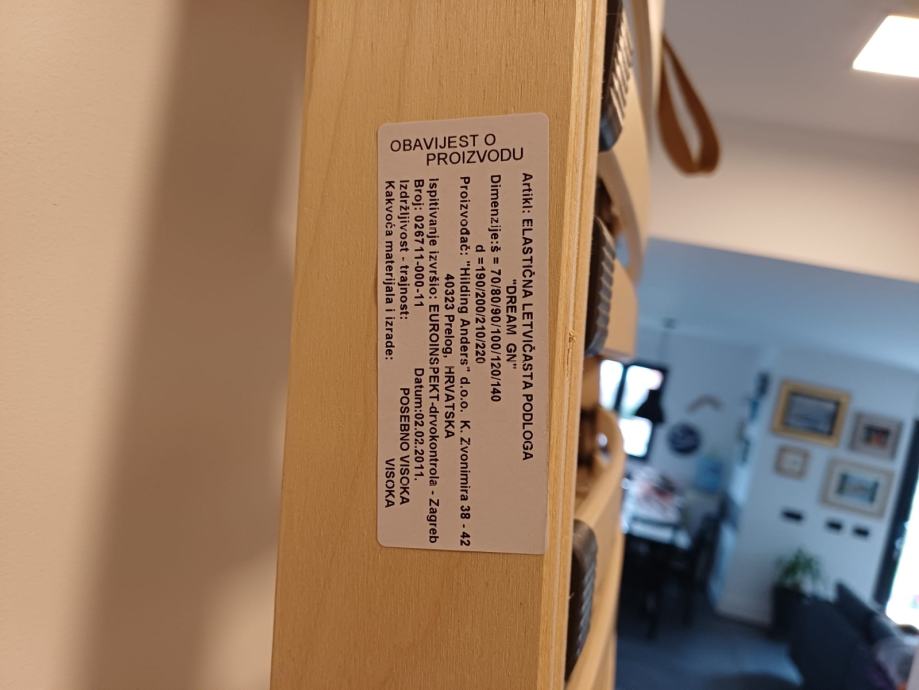 OBAVIJEST O
PROIZVODU
Artikl: ELASTIČNA LETVIČASTA PODLOGA
"DREAM GN"
Dimenzije:š = 70/80/90/100/120/140
d =190/200/210/220
Proizvođač: "Hilding Anders" d.o.o. K. Zvonimira 38 - 42
40323 Prelog, HRVATSKA
Ispitivanje izvršio: EUROINSPEKT-drvokontrola - Zagreb
Broj: 026711-000-11 Datum:02.02.2011.
Izdržljivost - trajnost: POSEBNO VISOKA
Kakvoća materijala i izrade: VISOKA